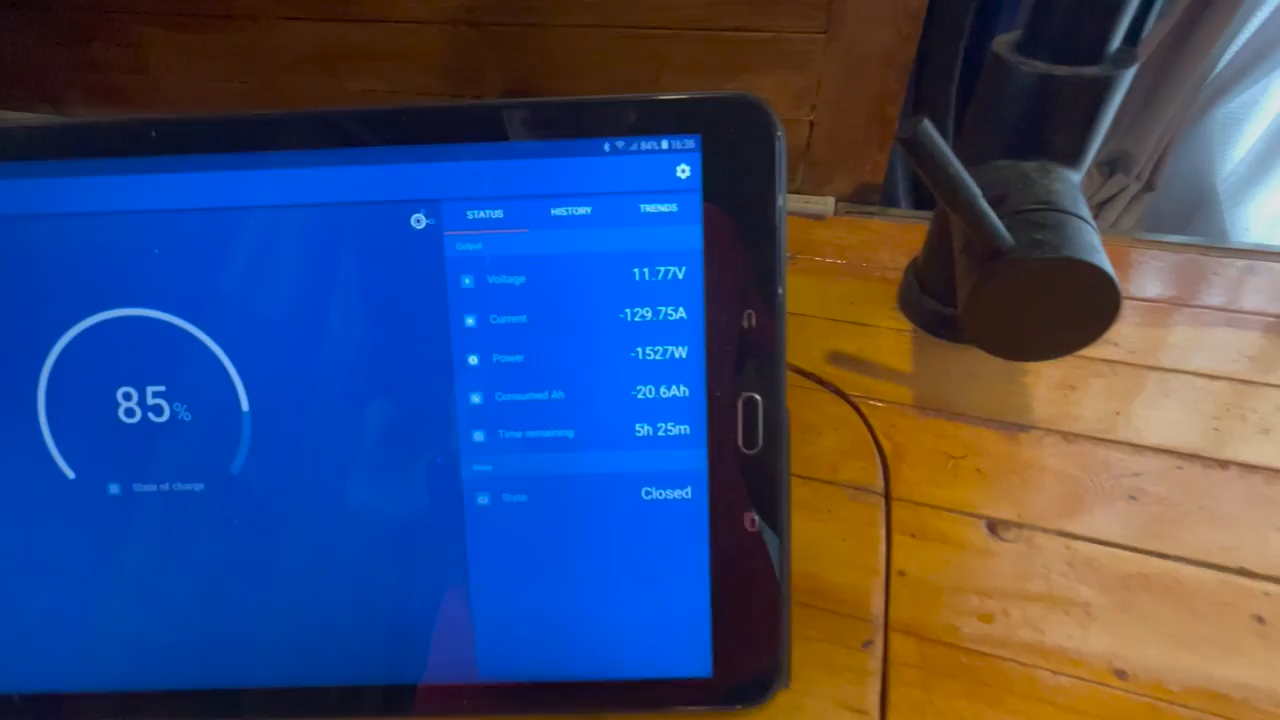 84% 16:36
STATUS HISTORY TRENDS
Output
Voltage 11.77V
Current -129.75A
Power -1527W
Consumed Ah -20.6Ah
Time remaining 5h 25m
Relay
State Closed
85%
State of charge